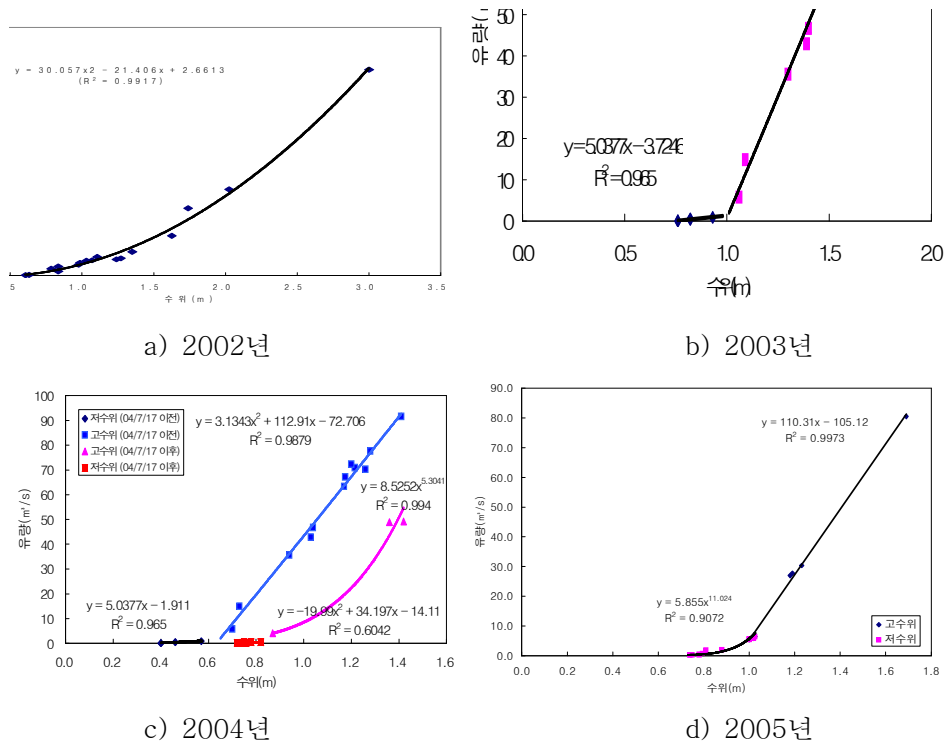 y = 30.057x2 − 21.406x + 2.6613
(R² = 0.9917)
5 1.0 1.5 2.0 2.5 3.0 3.5
수 위 (m)
a) 2002년
유량(
50
40
30
20
10
0
y=5.0377x−3.7246
R²=0.965
0.0 0.5 1.0 1.5 2.0
수위(m)
b) 2003년
유량(㎥/s)
100
90
80
70
60
50
40
30
20
10
0
저수위 (04/7/17 이전)
고수위 (04/7/17 이전)
고수위 (04/7/17 이후)
저수위 (04/7/17 이후)
y = 3.1343x² + 112.91x − 72.706
R² = 0.9879
y = 8.5252x^5.3041
R² = 0.994
y = 5.0377x − 1.911
R² = 0.965
y = −19.99x² + 34.197x − 14.11
R² = 0.6042
0.0 0.2 0.4 0.6 0.8 1.0 1.2 1.4 1.6
수위(m)
c) 2004년
유량(㎥/s)
90.0
80.0
70.0
60.0
50.0
40.0
30.0
20.0
10.0
0.0
y = 110.31x − 105.12
R² = 0.9973
y = 5.855x^11.024
R² = 0.9072
고수위
저수위
0.0 0.2 0.4 0.6 0.8 1.0 1.2 1.4 1.6 1.8
수위(m)
d) 2005년